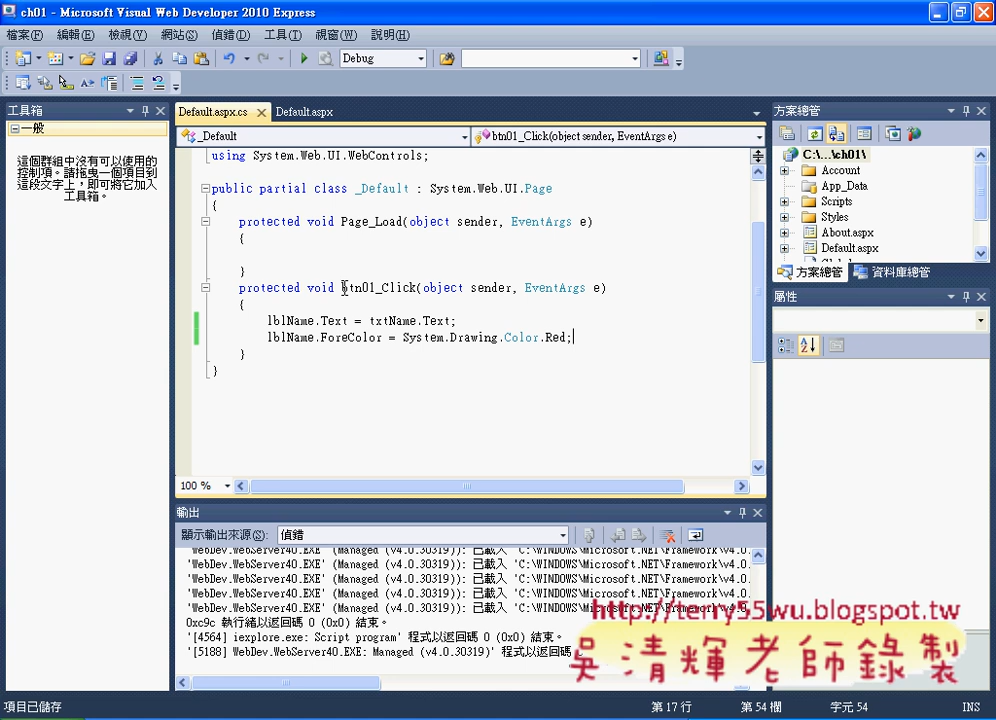 ch01 - Microsoft Visual Web Developer 2010 Express
檔案(F) 編輯(E) 檢視(V) 網站(S) 偵錯(D) 工具(T) 視窗(W) 說明(H)
Debug
工具箱
一般
這個群組中沒有可以使用的
控制項。請拖曳一個項目到
這段文字上，即可將它加入
工具箱。
Default.aspx.cs Default.aspx
_Default btn01_Click(object sender, EventArgs e)
using System.Web.UI.WebControls;
public partial class _Default : System.Web.UI.Page
{
protected void Page_Load(object sender, EventArgs e)
{
}
protected void btn01_Click(object sender, EventArgs e)
{
lblName.Text = txtName.Text;
lblName.ForeColor = System.Drawing.Color.Red;
}
}
100 %
方案總管
C:\...\ch01\
Account
App_Data
Scripts
Styles
About.aspx
Default.aspx
方案總管 資料庫總管
屬性
輸出
顯示輸出來源(S): 偵錯
'WebDev.WebServer40.EXE' (Managed (v4.0.30319)): 已載入 'C:\WINDOWS\Microsoft.NET\Framework\v4.0.
'WebDev.WebServer40.EXE' (Managed (v4.0.30319)): 已載入 'C:\WINDOWS\Microsoft.NET\Framework\v4.0.
'WebDev.WebServer40.EXE' (Managed (v4.0.30319)): 已載入 'C:\WINDOWS\Microsoft.NET\Framework\v4.0.
'WebDev.WebServer40.EXE' (Managed (v4.0.30319)): 已載入 'C:\WINDOWS\Microsoft.NET\Framework\v4.0.
'WebDev.WebServer40.EXE' (Managed (v4.0.30319)): 已載入 'C:\WINDOWS\Mi
0xc9c 執行緒以返回碼 0 (0x0) 結束。
'[4564] iexplore.exe: Script program' 程式以返回碼 0 (0x0) 結束。
'[5188] WebDev.WebServer40.EXE: Managed (v4.0.30319)' 程式以返回碼
http://terry55wu.blogspot.tw
吳清輝老師錄製
項目已儲存 第 17 行 第 54 欄 字元 54 INS